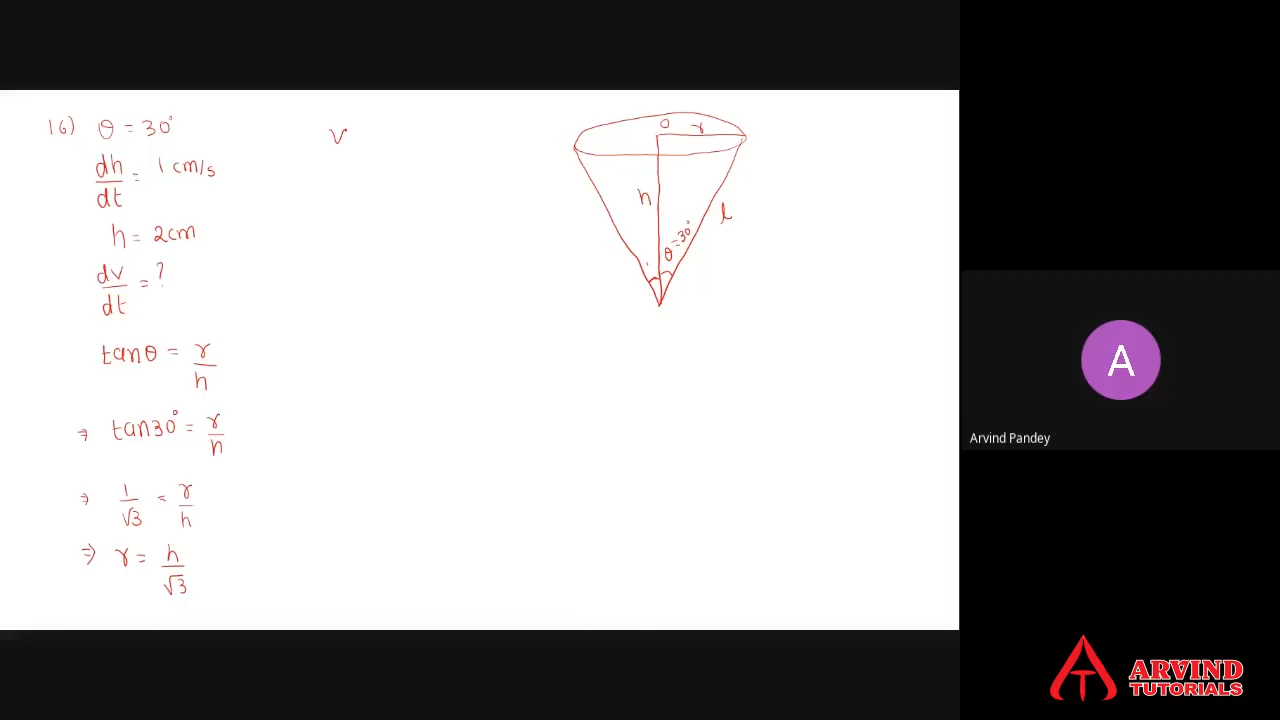 16) θ = 30°
dh/dt = 1 cm/s
h = 2cm
dv/dt = ?
tanθ = r/h
⇒ tan30° = r/h
⇒ 1/√3 = r/h
⇒ r = h/√3
V
O r
h
l
θ=30°
A
Arvind Pandey
ARVIND
TUTORIALS